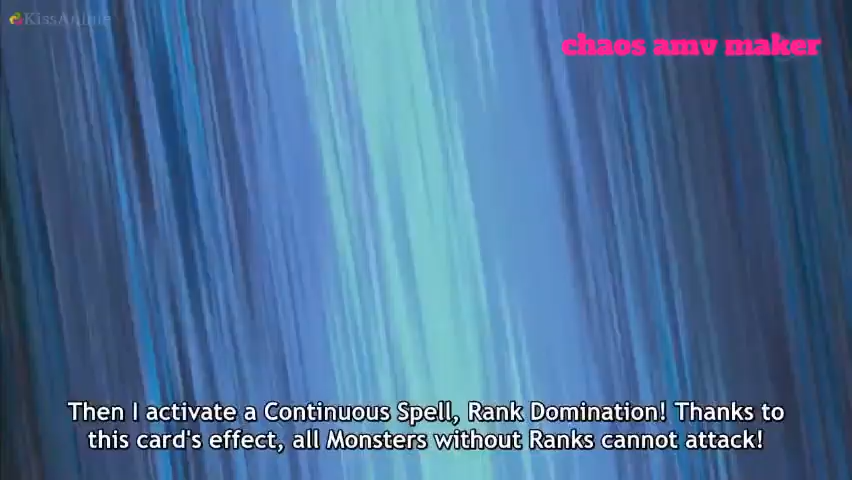 KissAnime
chaos amv maker
Then I activate a Continuous Spell, Rank Domination! Thanks to
this card's effect, all Monsters without Ranks cannot attack!